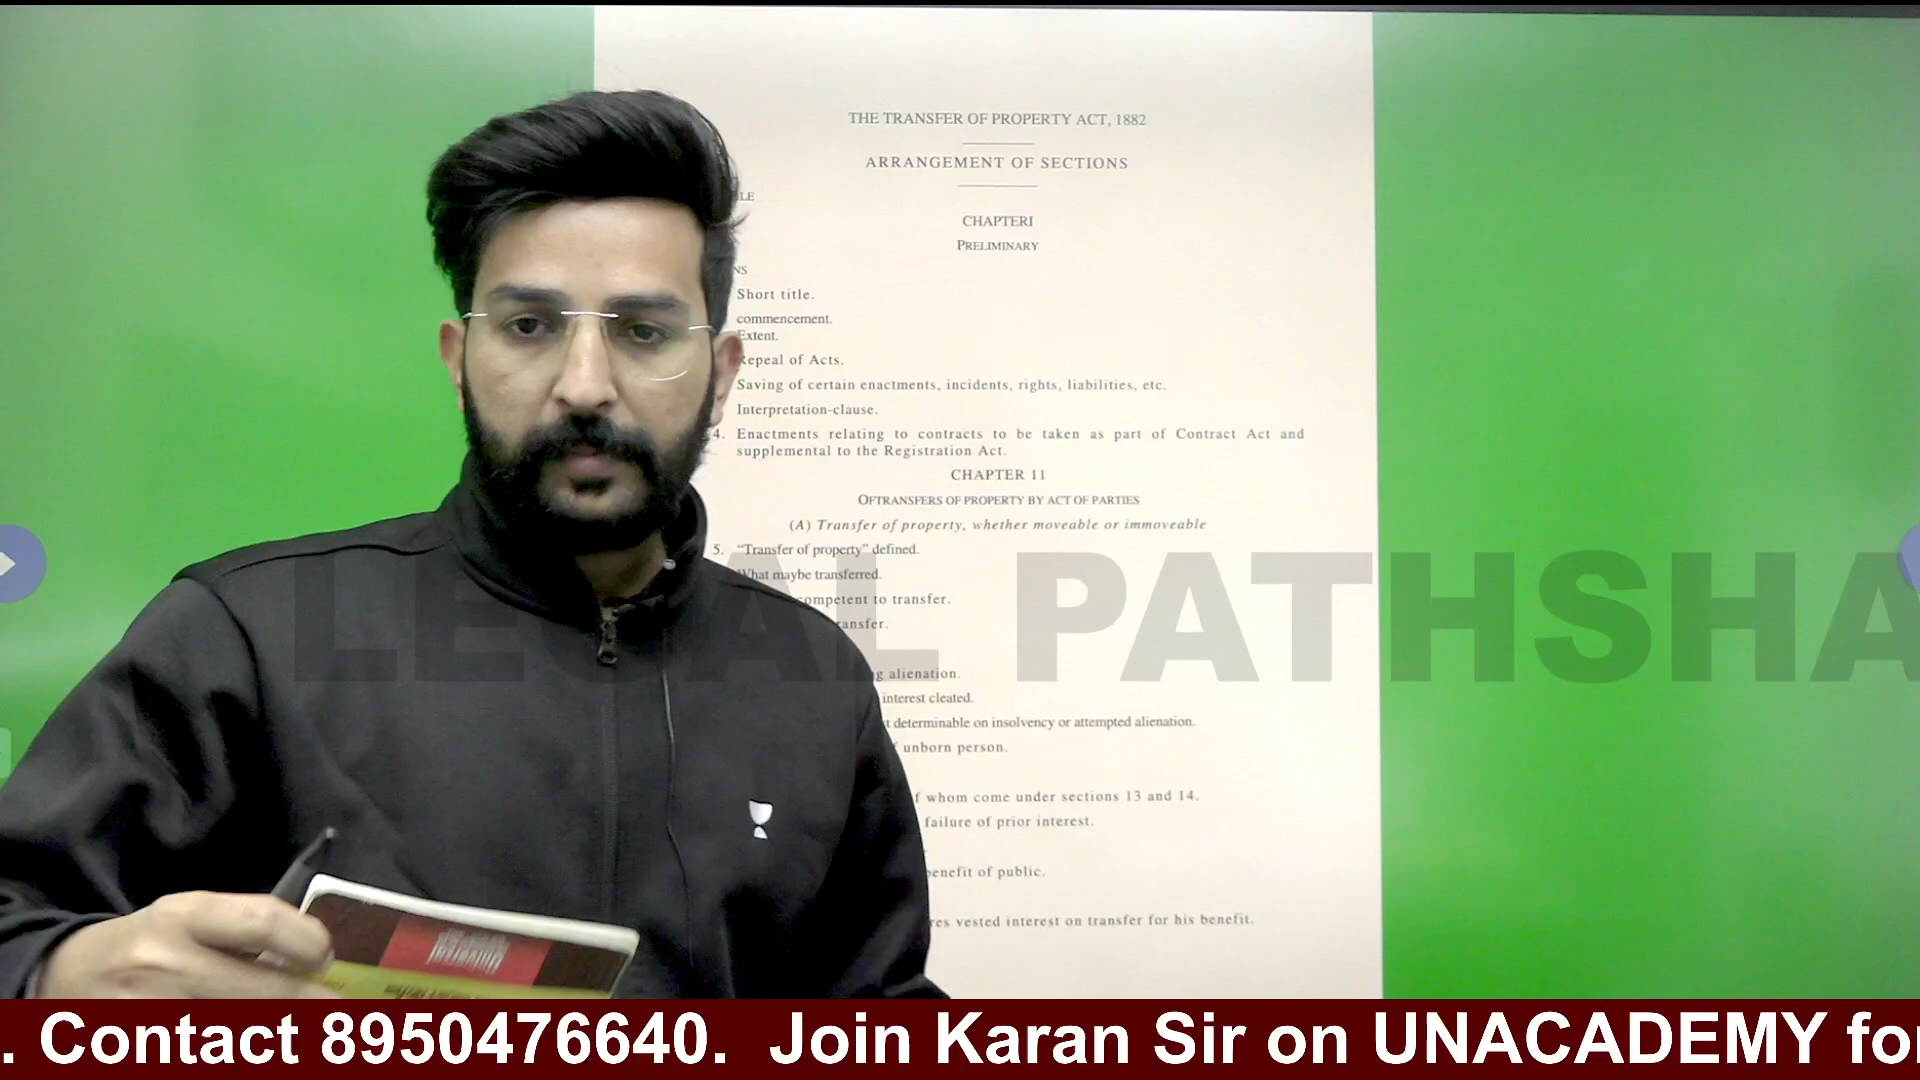 THE TRANSFER OF PROPERTY ACT, 1882
ARRANGEMENT OF SECTIONS
LE
CHAPTERI
PRELIMINARY
NS
Short title.
commencement.
Extent.
Repeal of Acts.
Saving of certain enactments, incidents, rights, liabilities, etc.
Interpretation-clause.
4. Enactments relating to contracts to be taken as part of Contract Act and
supplemental to the Registration Act.
CHAPTER 11
OFTRANSFERS OF PROPERTY BY ACT OF PARTIES
(A) Transfer of property, whether moveable or immoveable
5. “Transfer of property” defined.
What maybe transferred.
competent to transfer.
ansfer.
LEGAL PATHSHA
g alienation.
interest cleated.
t determinable on insolvency or attempted alienation.
f unborn person.
f whom come under sections 13 and 14.
failure of prior interest.
benefit of public.
res vested interest on transfer for his benefit.
. Contact 8950476640. Join Karan Sir on UNACADEMY for